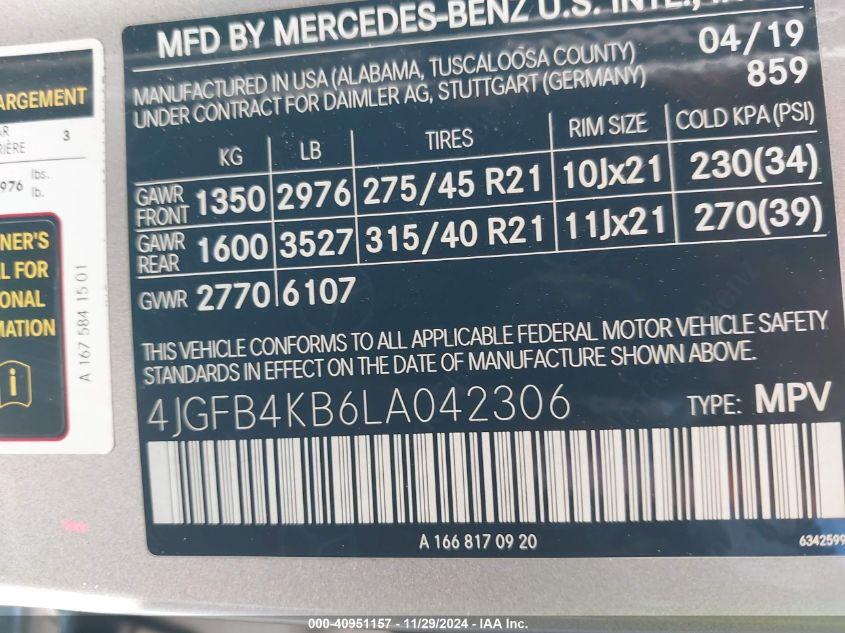 MFD BY MERCEDES-BENZ U.S. INTL.,
04/19
859
MANUFACTURED IN USA (ALABAMA, TUSCALOOSA COUNTY)
UNDER CONTRACT FOR DAIMLER AG, STUTTGART (GERMANY)
KG LB TIRES RIM SIZE COLD KPA (PSI)
GAWR FRONT 1350 2976 275/45 R21 10Jx21 230(34)
GAWR REAR 1600 3527 315/40 R21 11Jx21 270(39)
GVWR 2770 6107
THIS VEHICLE CONFORMS TO ALL APPLICABLE FEDERAL MOTOR VEHICLE SAFETY
STANDARDS IN EFFECT ON THE DATE OF MANUFACTURE SHOWN ABOVE.
4JGFB4KB6LA042306 TYPE: MPV
A 166 817 09 20
6342599
ARGEMENT
3
976 lbs.
lb.
NER'S
L FOR
ONAL
MATION
A 167 584 15 01
000-40951157 - 11/29/2024 - IAA Inc.